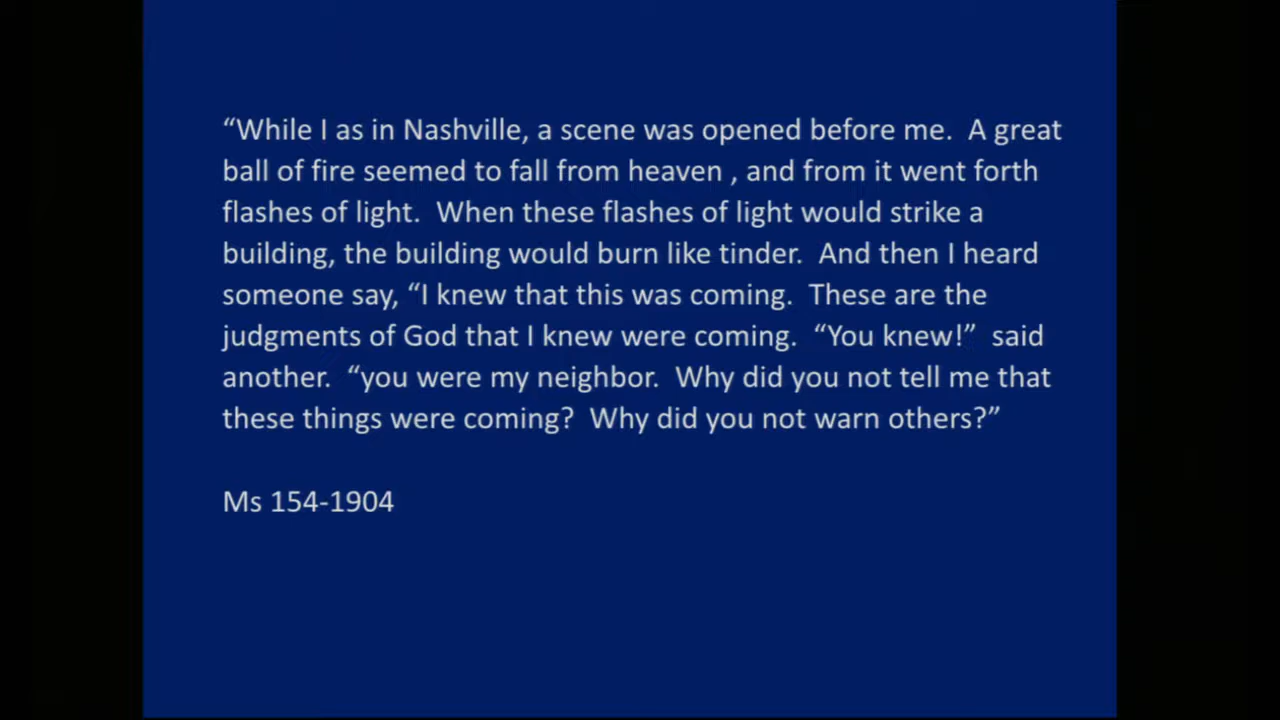 “While I as in Nashville, a scene was opened before me.  A great
ball of fire seemed to fall from heaven , and from it went forth
flashes of light.  When these flashes of light would strike a
building, the building would burn like tinder.  And then I heard
someone say, “I knew that this was coming.  These are the
judgments of God that I knew were coming.  “You knew!”  said
another.  “you were my neighbor.  Why did you not tell me that
these things were coming?  Why did you not warn others?”
Ms 154-1904